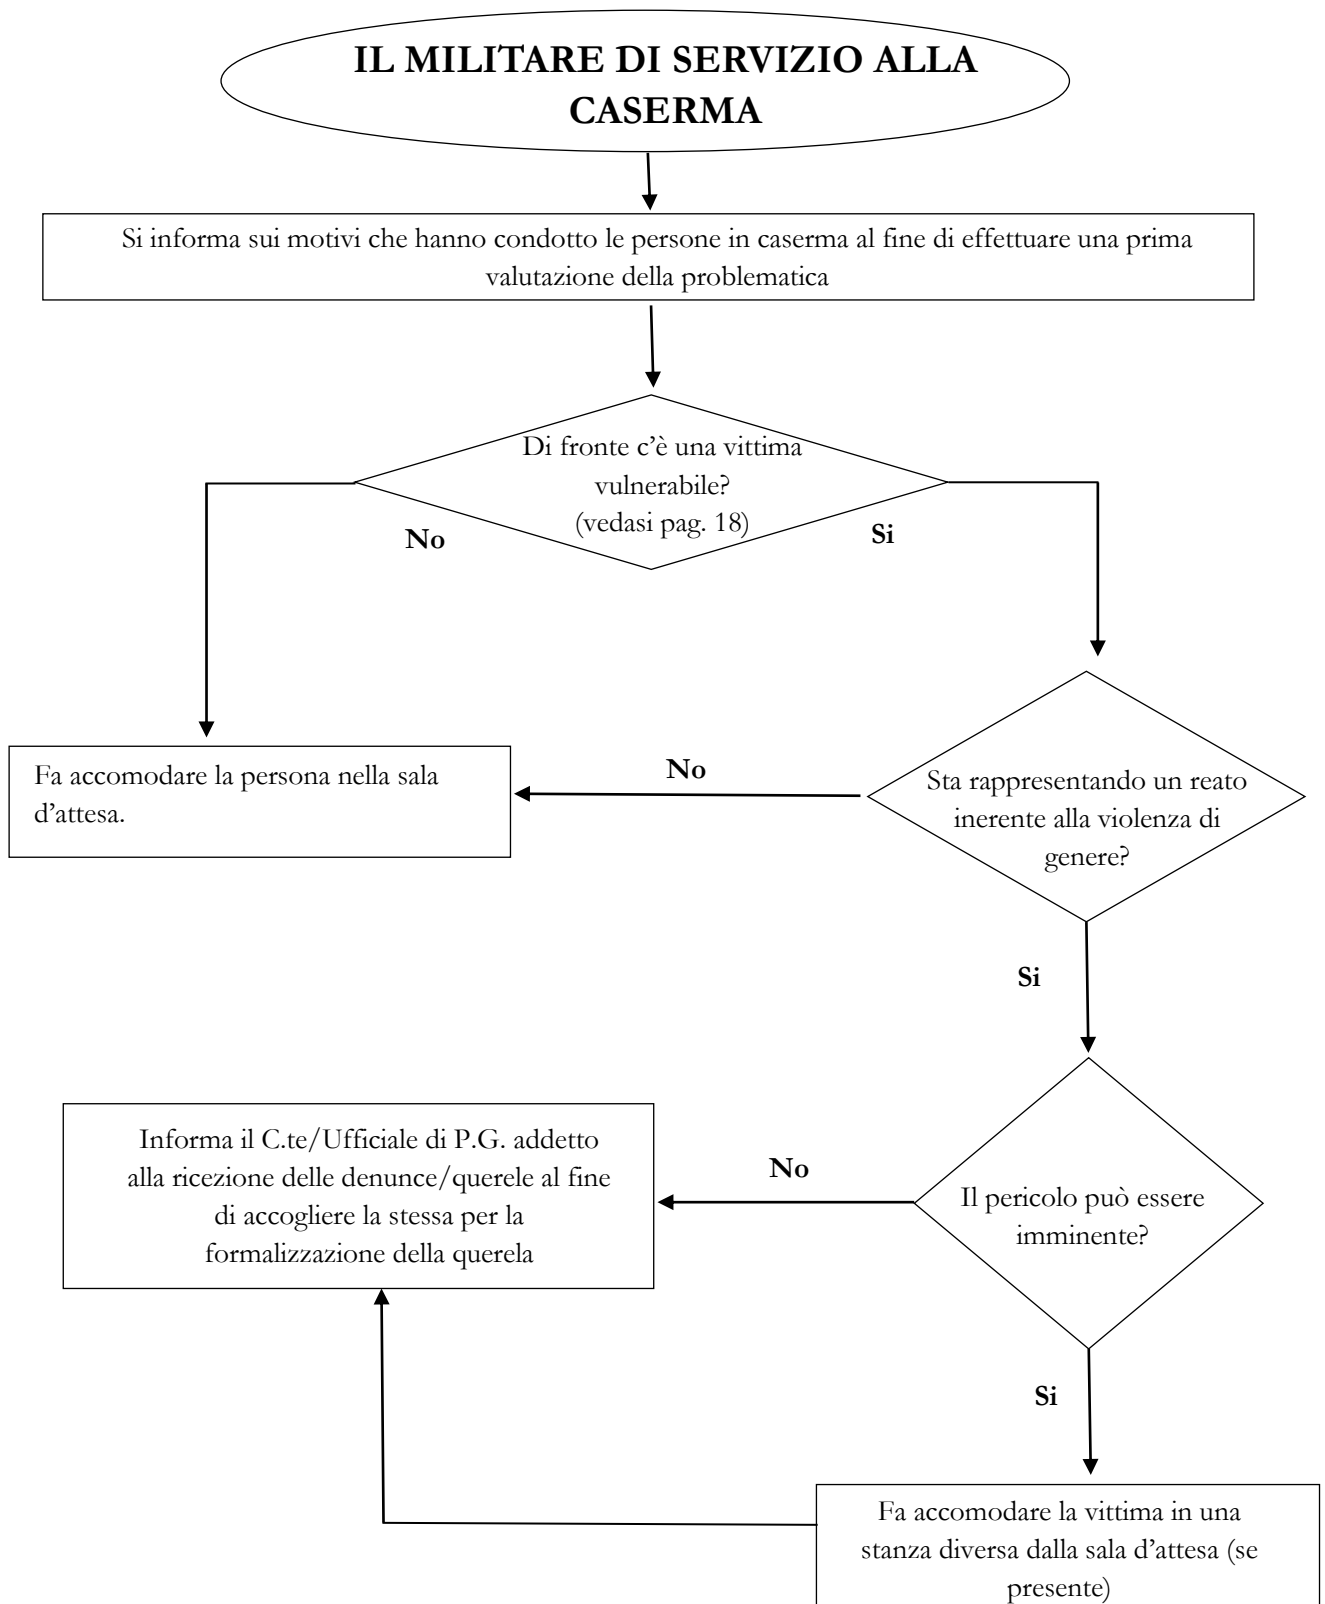 IL MILITARE DI SERVIZIO ALLA
CASERMA
Si informa sui motivi che hanno condotto le persone in caserma al fine di effettuare una prima
valutazione della problematica
Di fronte c’è una vittima
vulnerabile?
(vedasi pag. 18)
No
Si
Fa accomodare la persona nella sala
d’attesa.
No
Sta rappresentando un reato
inerente alla violenza di
genere?
Si
Informa il C.te/Ufficiale di P.G. addetto
alla ricezione delle denunce/querele al fine
di accogliere la stessa per la
formalizzazione della querela
No
Il pericolo può essere
imminente?
Si
Fa accomodare la vittima in una
stanza diversa dalla sala d’attesa (se
presente)